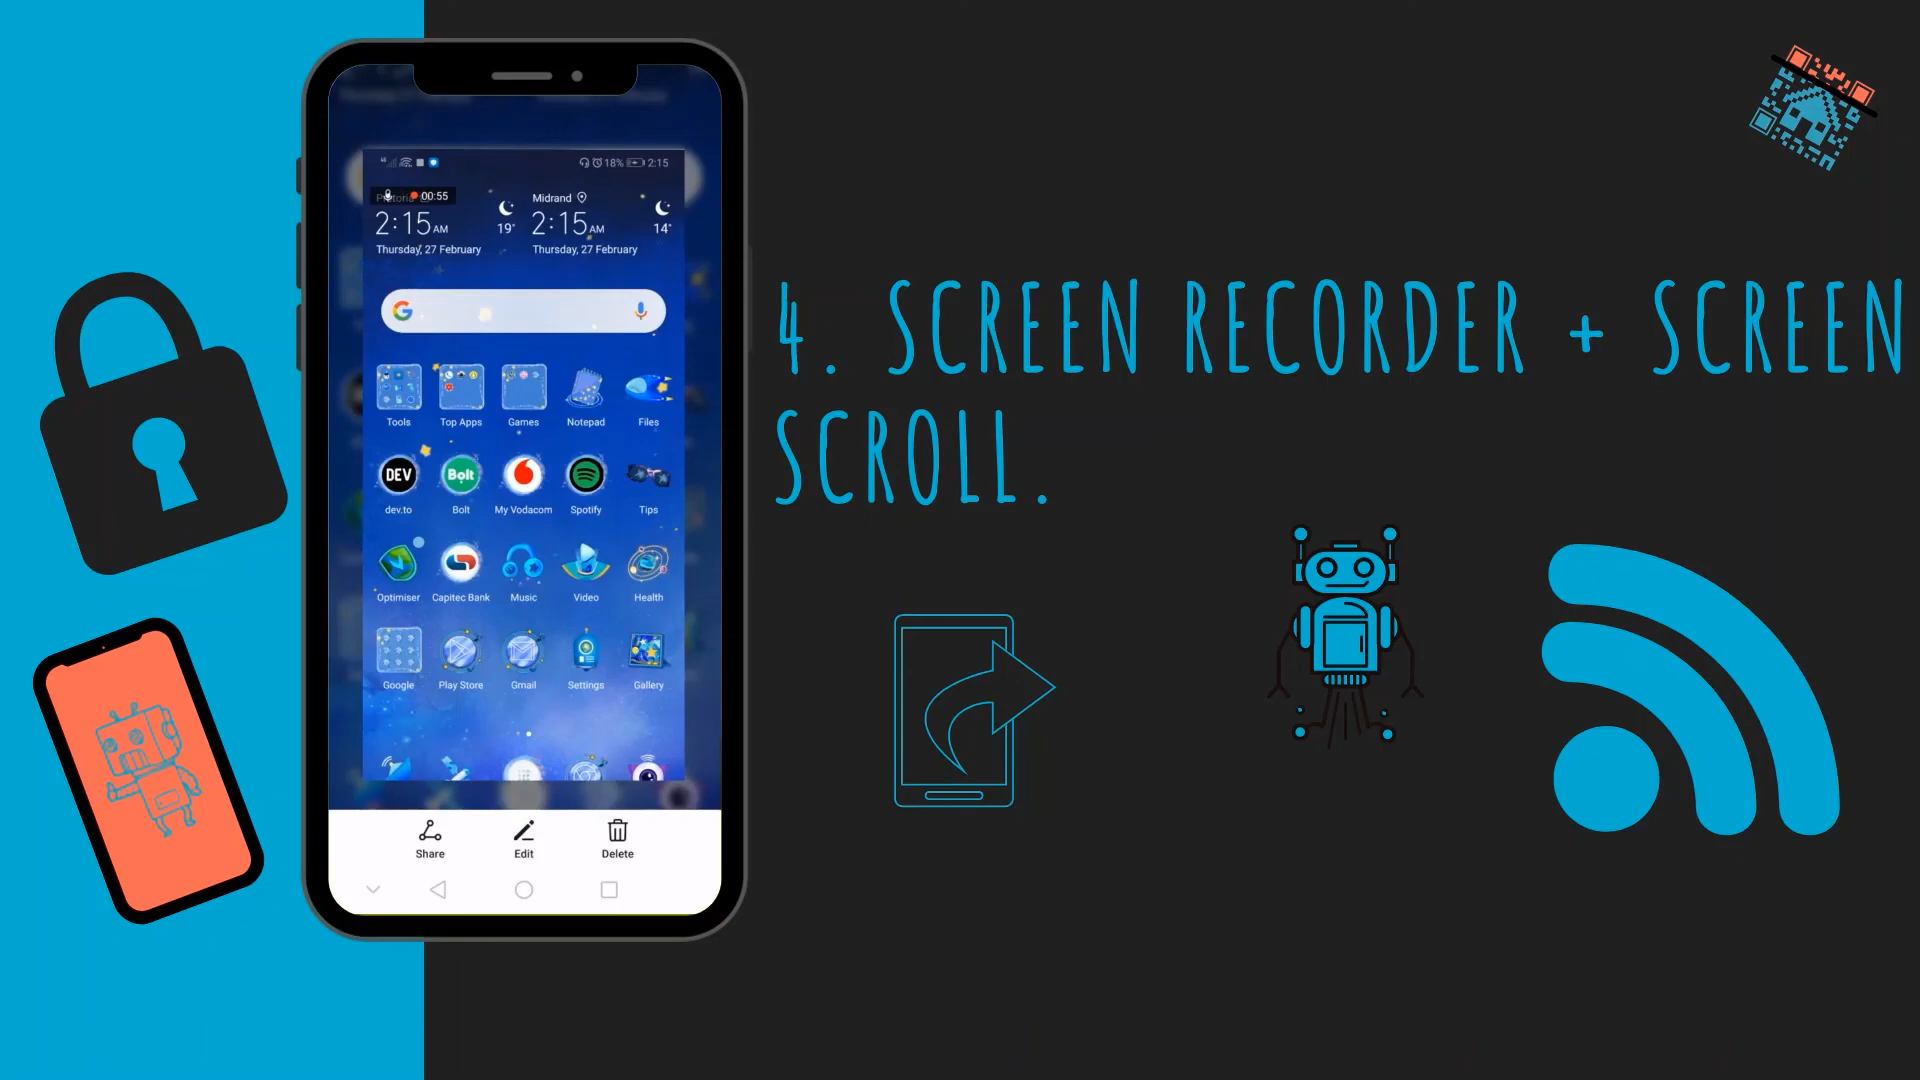 18% 2:15
Pretoria 00:55 Midrand
2:15 AM 19° 2:15 AM 14°
Thursday, 27 February Thursday, 27 February
4. SCREEN RECORDER + SCREEN
SCROLL.
Tools Top Apps Games Notepad Files
DEV Bolt
dev.to Bolt My Vodacom Spotify Tips
Optimiser Capitec Bank Music Video Health
Google Play Store Gmail Settings Gallery
Share Edit Delete